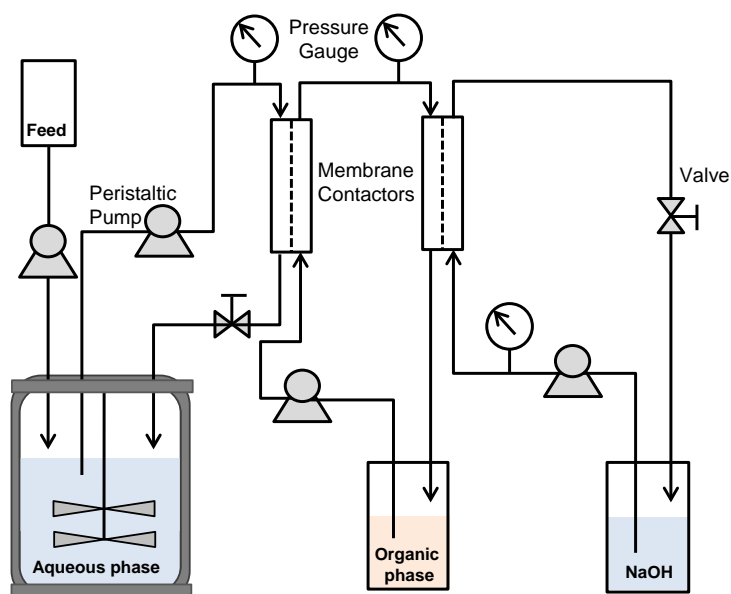 Pressure
Gauge
Feed
Peristaltic
Pump
Membrane
Contactors
Valve
Aqueous phase
Organic
phase
NaOH